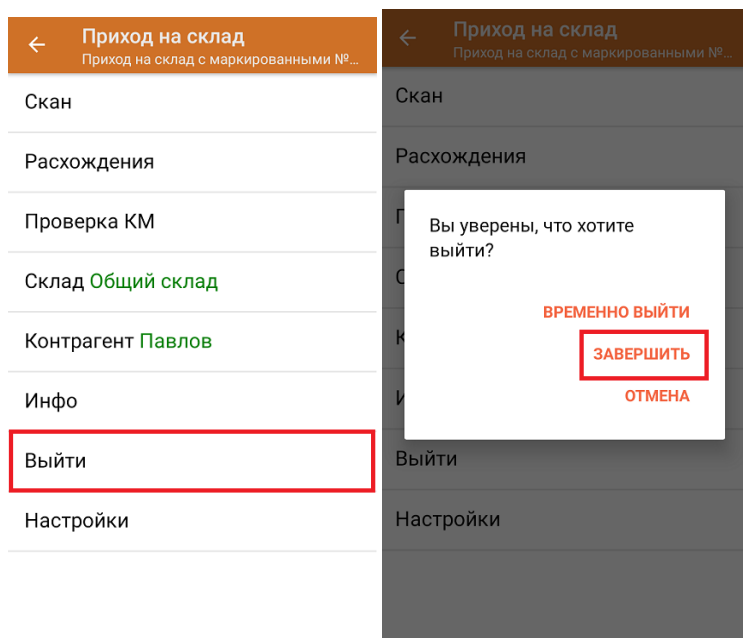 Приход на склад
Приход на склад с маркированными №...
Скан
Расхождения
Проверка КМ
Склад Общий склад
Контрагент Павлов
Инфо
Выйти
Настройки
Приход на склад
Приход на склад с маркированными №...
Скан
Расхождения
П
С
К
И
Вы уверены, что хотите
выйти?
ВРЕМЕННО ВЫЙТИ
ЗАВЕРШИТЬ
ОТМЕНА
Выйти
Настройки